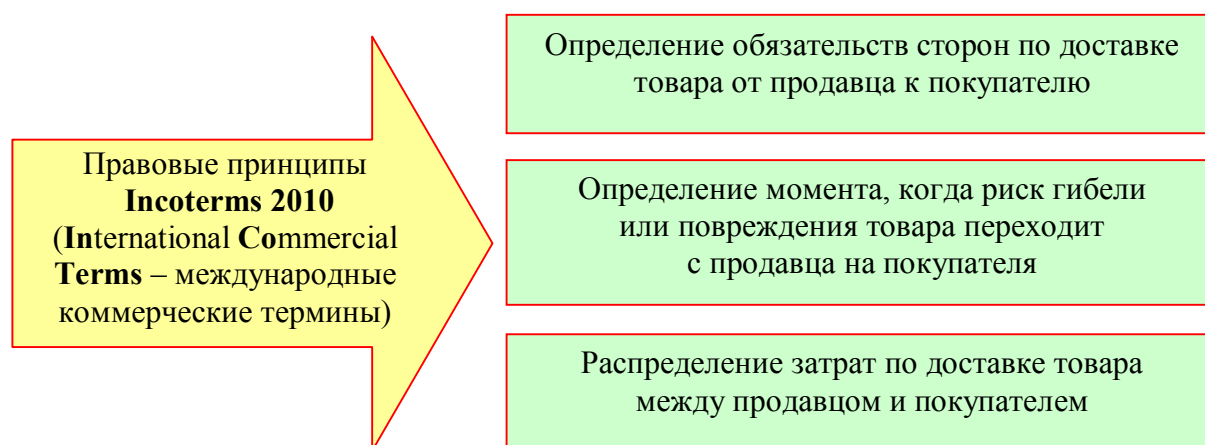 Правовые принципы
Incoterms 2010
(International Commercial
Terms – международные
коммерческие термины)
Определение обязательств сторон по доставке
товара от продавца к покупателю
Определение момента, когда риск гибели
или повреждения товара переходит
с продавца на покупателя
Распределение затрат по доставке товара
между продавцом и покупателем